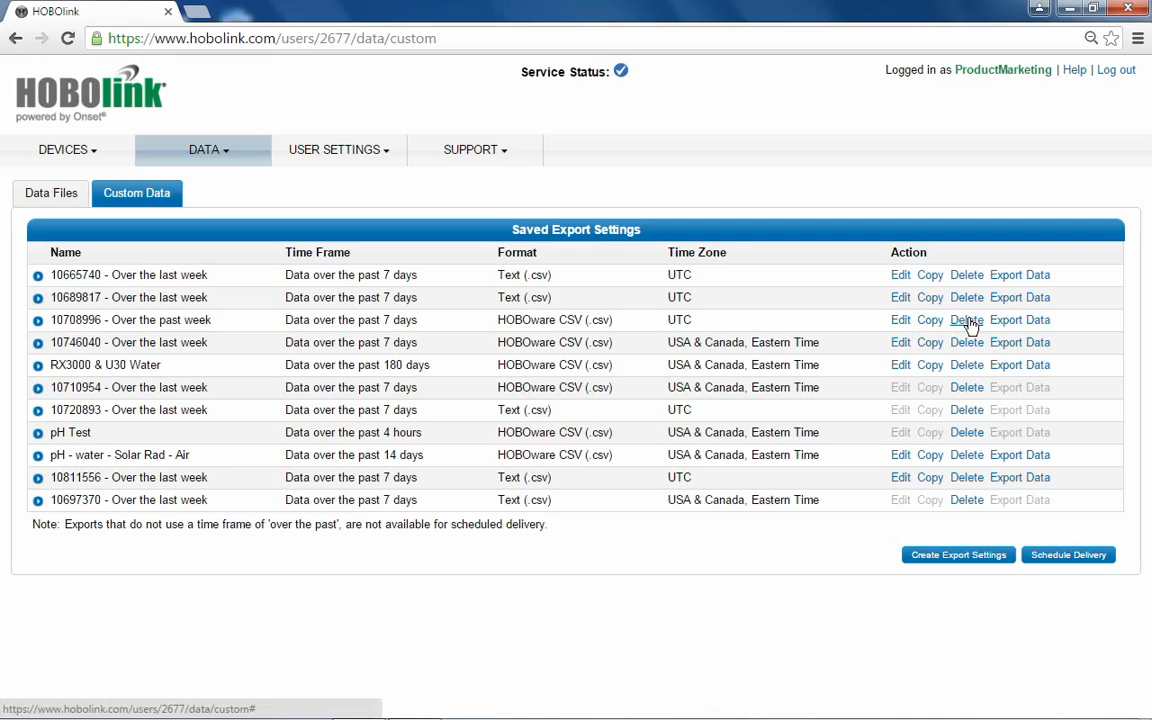 HOBOlink
https://www.hobolink.com/users/2677/data/custom
HOBOlink
powered by Onset®
Service Status:
Logged in as ProductMarketing | Help | Log out
DEVICES DATA USER SETTINGS SUPPORT
Data Files Custom Data
Saved Export Settings
Name Time Frame Format Time Zone Action
10665740 - Over the last week Data over the past 7 days Text (.csv) UTC Edit Copy Delete Export Data
10689817 - Over the last week Data over the past 7 days Text (.csv) UTC Edit Copy Delete Export Data
10708996 - Over the past week Data over the past 7 days HOBOware CSV (.csv) UTC Edit Copy Delete Export Data
10746040 - Over the last week Data over the past 7 days HOBOware CSV (.csv) USA & Canada, Eastern Time Edit Copy Delete Export Data
RX3000 & U30 Water Data over the past 180 days HOBOware CSV (.csv) USA & Canada, Eastern Time Edit Copy Delete Export Data
10710954 - Over the last week Data over the past 7 days HOBOware CSV (.csv) USA & Canada, Eastern Time Edit Copy Delete Export Data
10720893 - Over the last week Data over the past 7 days Text (.csv) UTC Edit Copy Delete Export Data
pH Test Data over the past 4 hours HOBOware CSV (.csv) USA & Canada, Eastern Time Edit Copy Delete Export Data
pH - water - Solar Rad - Air Data over the past 14 days HOBOware CSV (.csv) USA & Canada, Eastern Time Edit Copy Delete Export Data
10811556 - Over the last week Data over the past 7 days Text (.csv) UTC Edit Copy Delete Export Data
10697370 - Over the last week Data over the past 7 days Text (.csv) USA & Canada, Eastern Time Edit Copy Delete Export Data
Note: Exports that do not use a time frame of 'over the past', are not available for scheduled delivery.
Create Export Settings Schedule Delivery
https://www.hobolink.com/users/2677/data/custom#